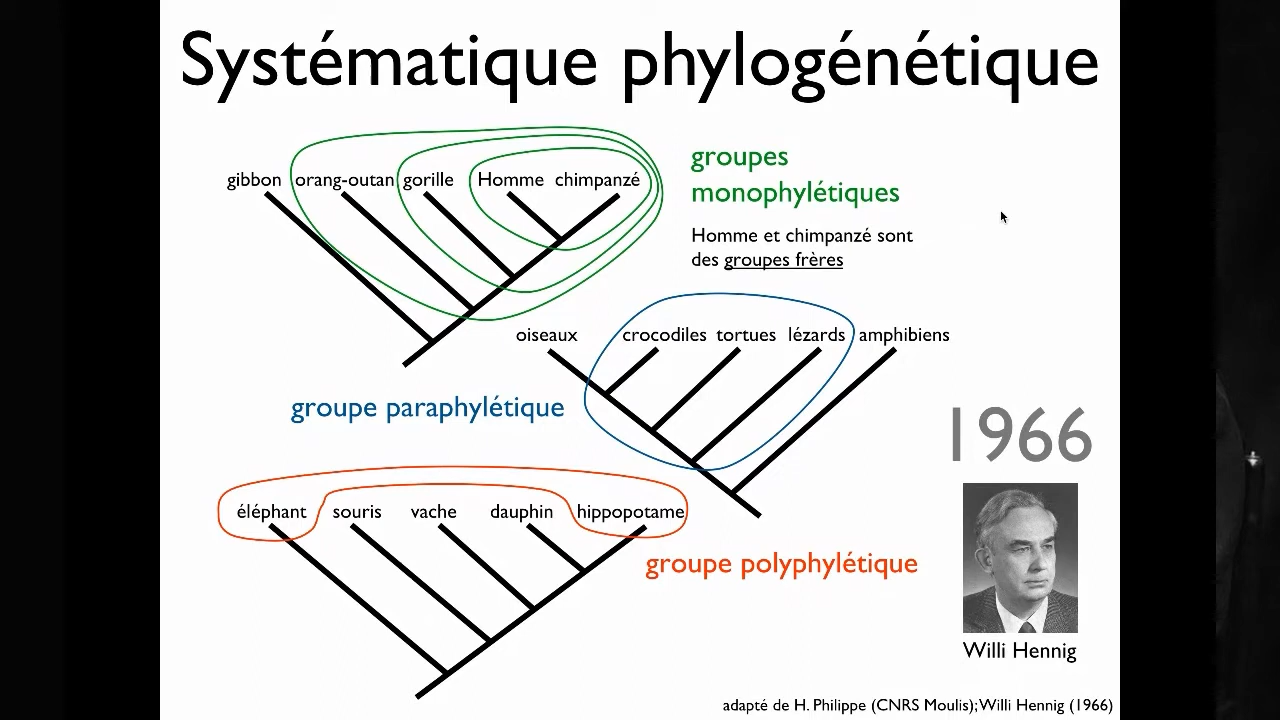 Systématique phylogénétique
gibbon orang-outan gorille Homme chimpanzé
groupes
monophylétiques
Homme et chimpanzé sont
des groupes frères
oiseaux crocodiles tortues lézards amphibiens
groupe paraphylétique
1966
éléphant souris vache dauphin hippopotame
groupe polyphylétique
Willi Hennig
adapté de H. Philippe (CNRS Moulis); Willi Hennig (1966)